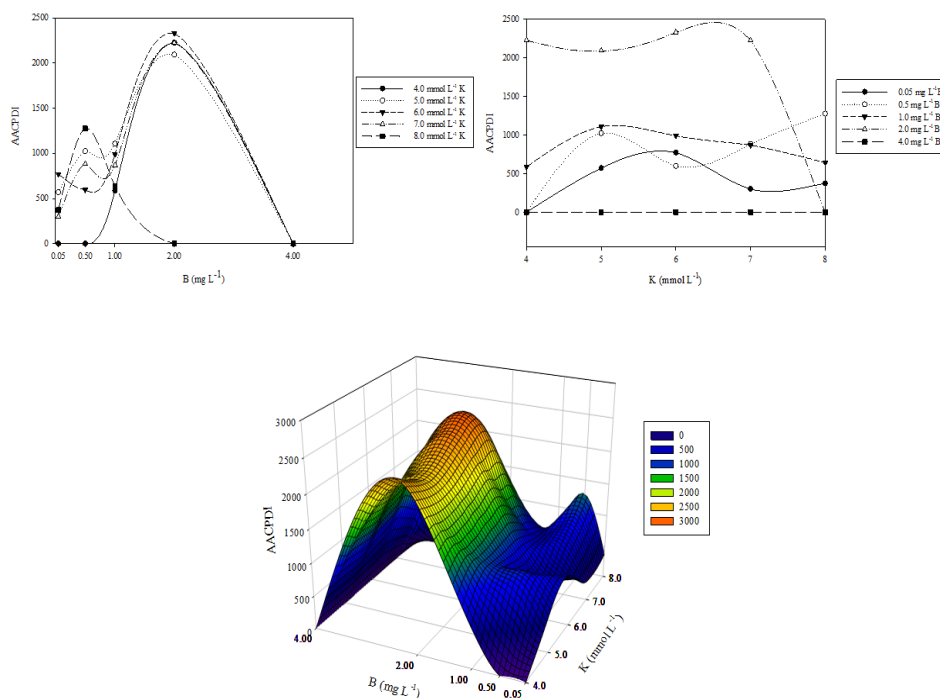 2500
2000
1500
1000
500
0
AACPDI
0.05 0.50 1.00 2.00 4.00
B (mg L⁻¹)
4.0 mmol L⁻¹ K
5.0 mmol L⁻¹ K
6.0 mmol L⁻¹ K
7.0 mmol L⁻¹ K
8.0 mmol L⁻¹ K
2500
2000
1500
1000
500
0
AACPDI
4 5 6 7 8
K (mmol L⁻¹)
0.05 mg L⁻¹B
0.5 mg L⁻¹ B
1.0 mg L⁻¹ B
2.0 mg L⁻¹ B
4.0 mg L⁻¹ B
3000
2500
2000
1500
1000
500
0
AACPDI
4.00
2.00
1.00
0.50
0.05
B (mg L⁻¹)
4.0
5.0
6.0
7.0
8.0
K (mmol L⁻¹)
0
500
1000
1500
2000
2500
3000